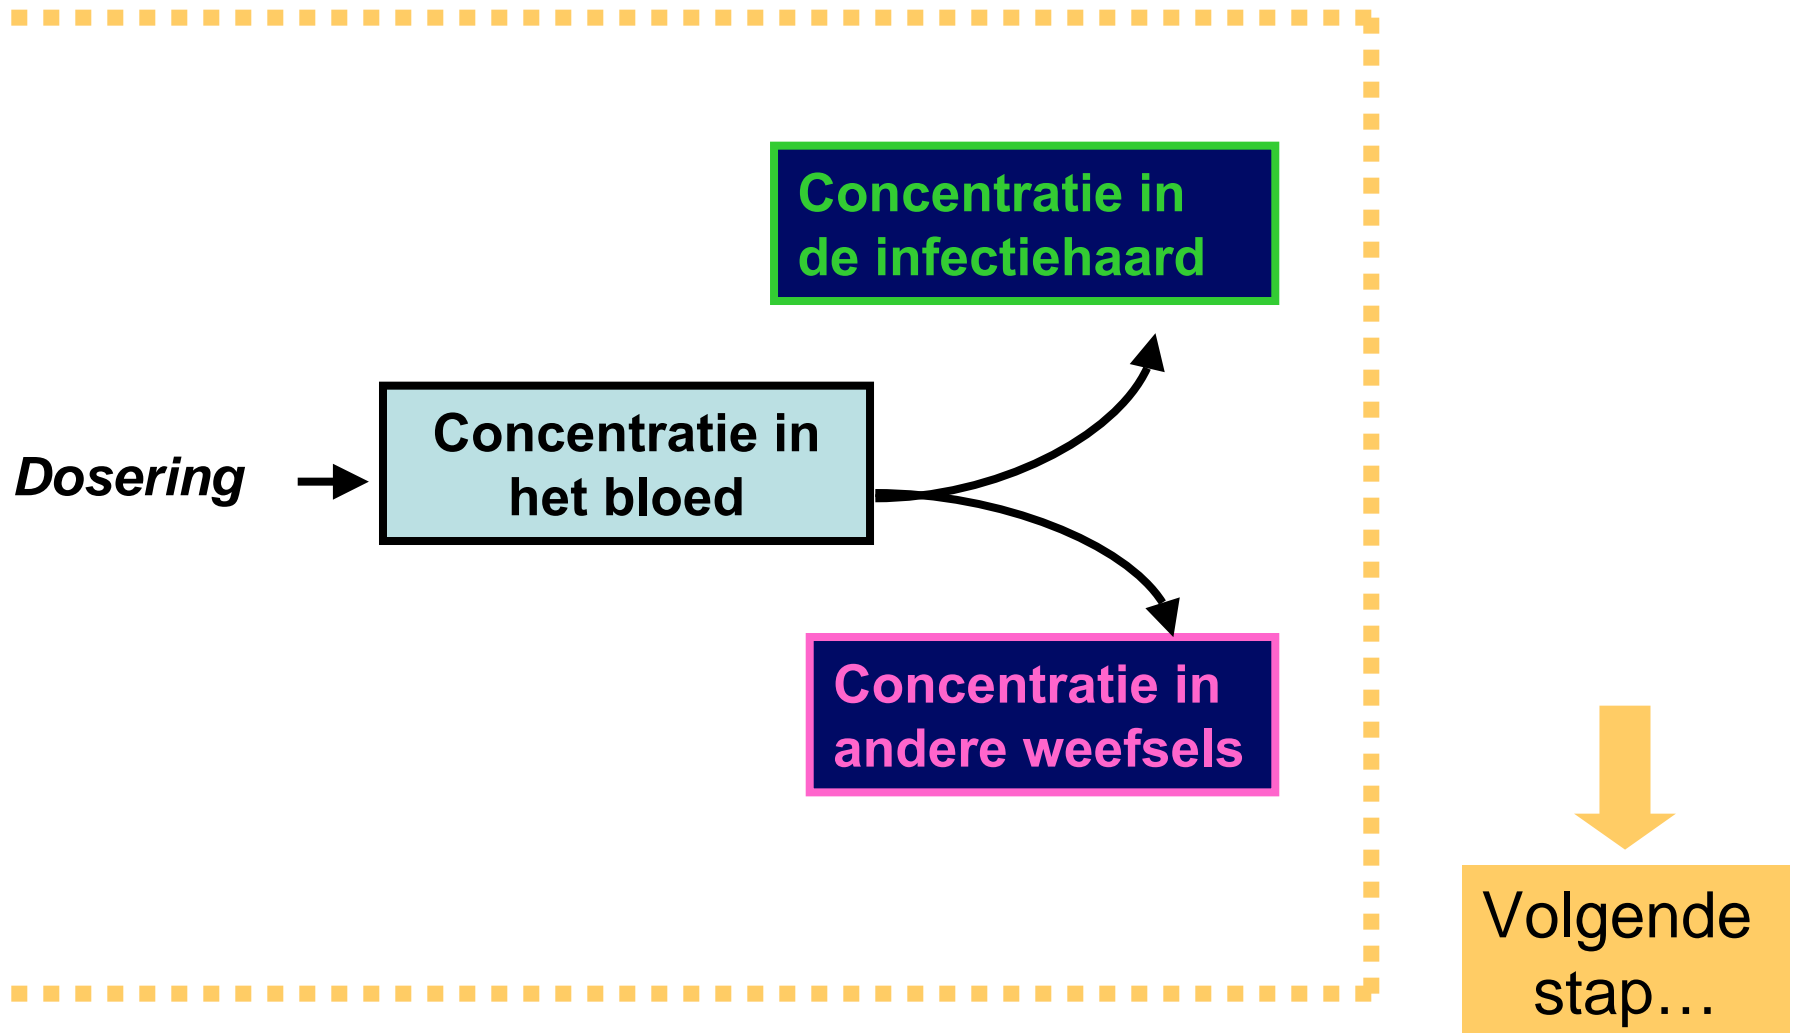 Concentratie in
de infectiehaard
Dosering
Concentratie in
het bloed
Concentratie in
andere weefsels
Volgende
stap…